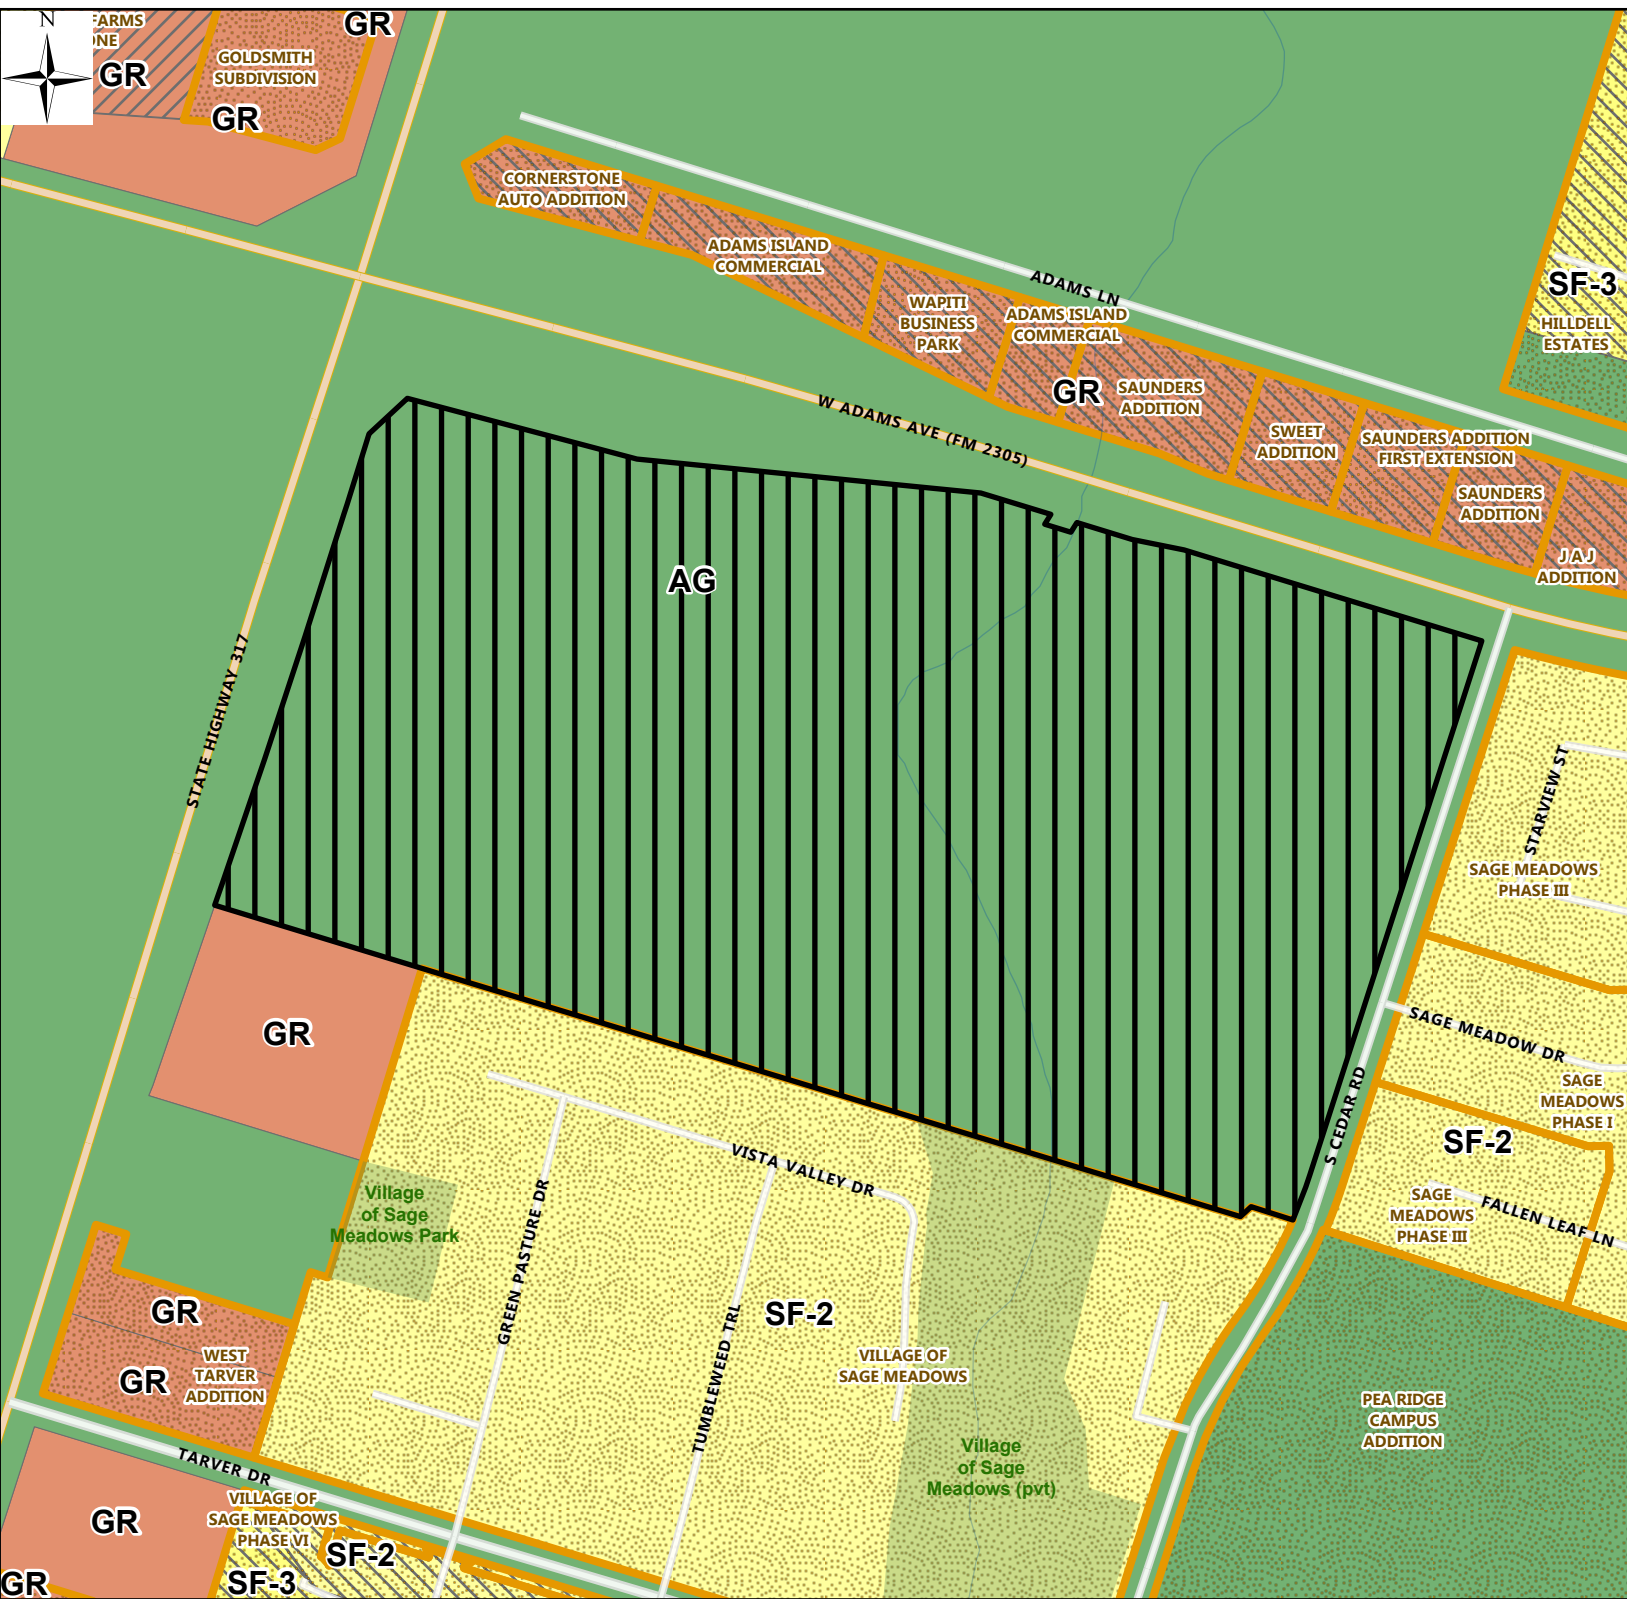 N
FARMS
ONE
GR
GR
GOLDSMITH
SUBDIVISION
GR
CORNERSTONE
AUTO ADDITION
ADAMS ISLAND
COMMERCIAL
ADAMS LN
WAPITI
BUSINESS
PARK
ADAMS ISLAND
COMMERCIAL
GR
SAUNDERS
ADDITION
SF-3
HILLDELL
ESTATES
W ADAMS AVE (FM 2305)
SWEET
ADDITION
SAUNDERS ADDITION
FIRST EXTENSION
SAUNDERS
ADDITION
J A J
ADDITION
AG
STATE HIGHWAY 317
STARVIEW ST
SAGE MEADOWS
PHASE III
GR
SAGE MEADOW DR
SAGE
MEADOWS
PHASE I
S CEDAR RD
SF-2
SAGE
MEADOWS
PHASE III
FALLEN LEAF LN
VISTA VALLEY DR
Village
of Sage
Meadows Park
GREEN PASTURE DR
TUMBLEWEED TRL
SF-2
VILLAGE OF
SAGE MEADOWS
GR
GR
WEST
TARVER
ADDITION
PEA RIDGE
CAMPUS
ADDITION
Village
of Sage
Meadows (pvt)
TARVER DR
GR
VILLAGE OF
SAGE MEADOWS
PHASE VI
SF-2
SF-3
GR